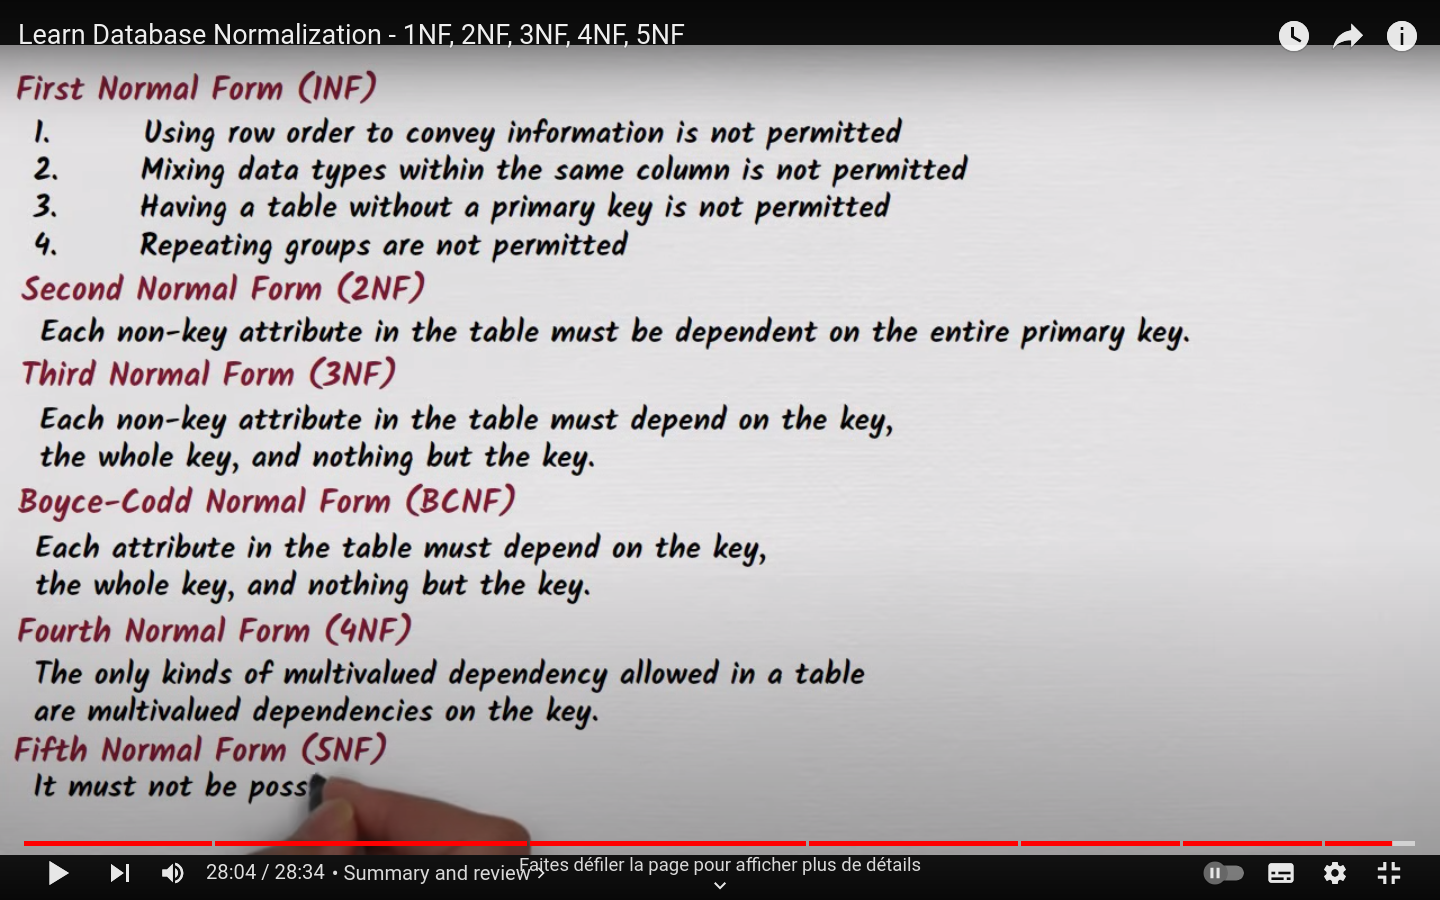 Learn Database Normalization - 1NF, 2NF, 3NF, 4NF, 5NF
First Normal Form (1NF)
1. Using row order to convey information is not permitted
2. Mixing data types within the same column is not permitted
3. Having a table without a primary key is not permitted
4. Repeating groups are not permitted
Second Normal Form (2NF)
Each non-key attribute in the table must be dependent on the entire primary key.
Third Normal Form (3NF)
Each non-key attribute in the table must depend on the key,
the whole key, and nothing but the key.
Boyce-Codd Normal Form (BCNF)
Each attribute in the table must depend on the key,
the whole key, and nothing but the key.
Fourth Normal Form (4NF)
The only kinds of multivalued dependency allowed in a table
are multivalued dependencies on the key.
Fifth Normal Form (5NF)
It must not be poss
28:04 / 28:34 • Summary and review
Faites défiler la page pour afficher plus de détails